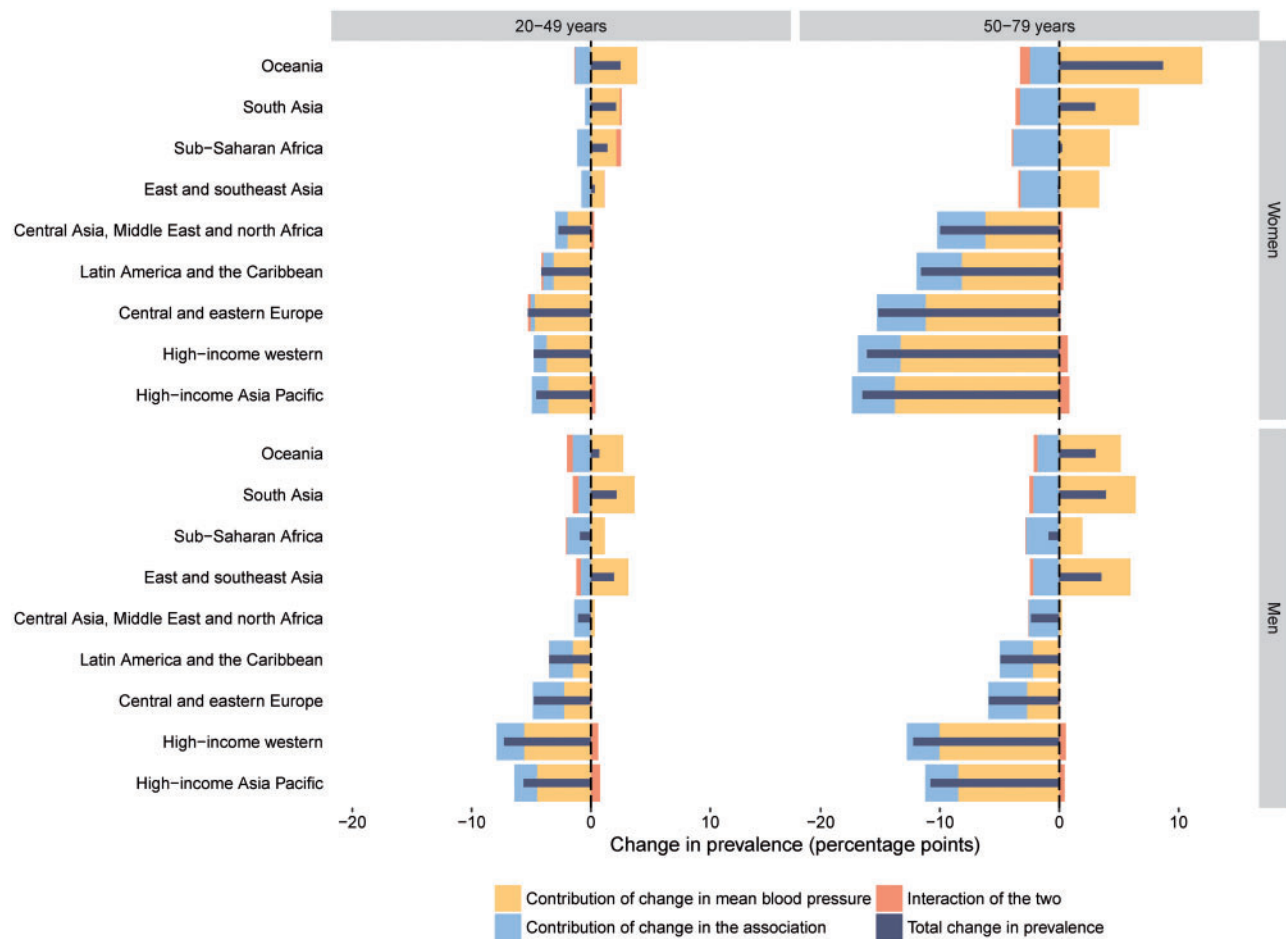 20−49 years
50−79 years
Oceania
South Asia
Sub−Saharan Africa
East and southeast Asia
Central Asia, Middle East and north Africa
Latin America and the Caribbean
Central and eastern Europe
High−income western
High−income Asia Pacific
Women
Oceania
South Asia
Sub−Saharan Africa
East and southeast Asia
Central Asia, Middle East and north Africa
Latin America and the Caribbean
Central and eastern Europe
High−income western
High−income Asia Pacific
Men
−20 −10 0 10 −20 −10 0 10
Change in prevalence (percentage points)
Contribution of change in mean blood pressure
Interaction of the two
Contribution of change in the association
Total change in prevalence